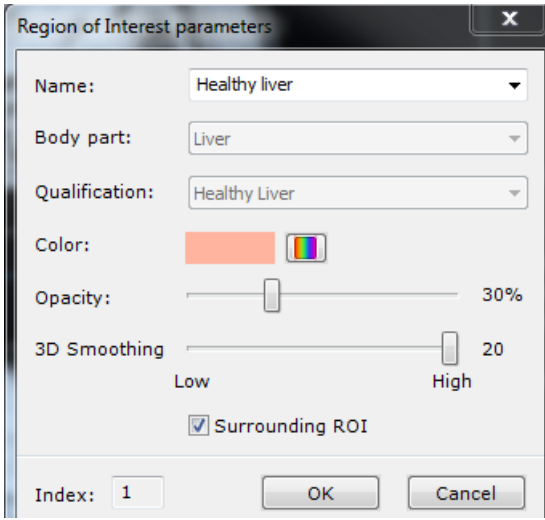 Region of Interest parameters
x
Name: Healthy liver
Body part: Liver
Qualification: Healthy Liver
Color:
Opacity: 30%
3D Smoothing 20
Low High
Surrounding ROI
Index: 1 OK Cancel